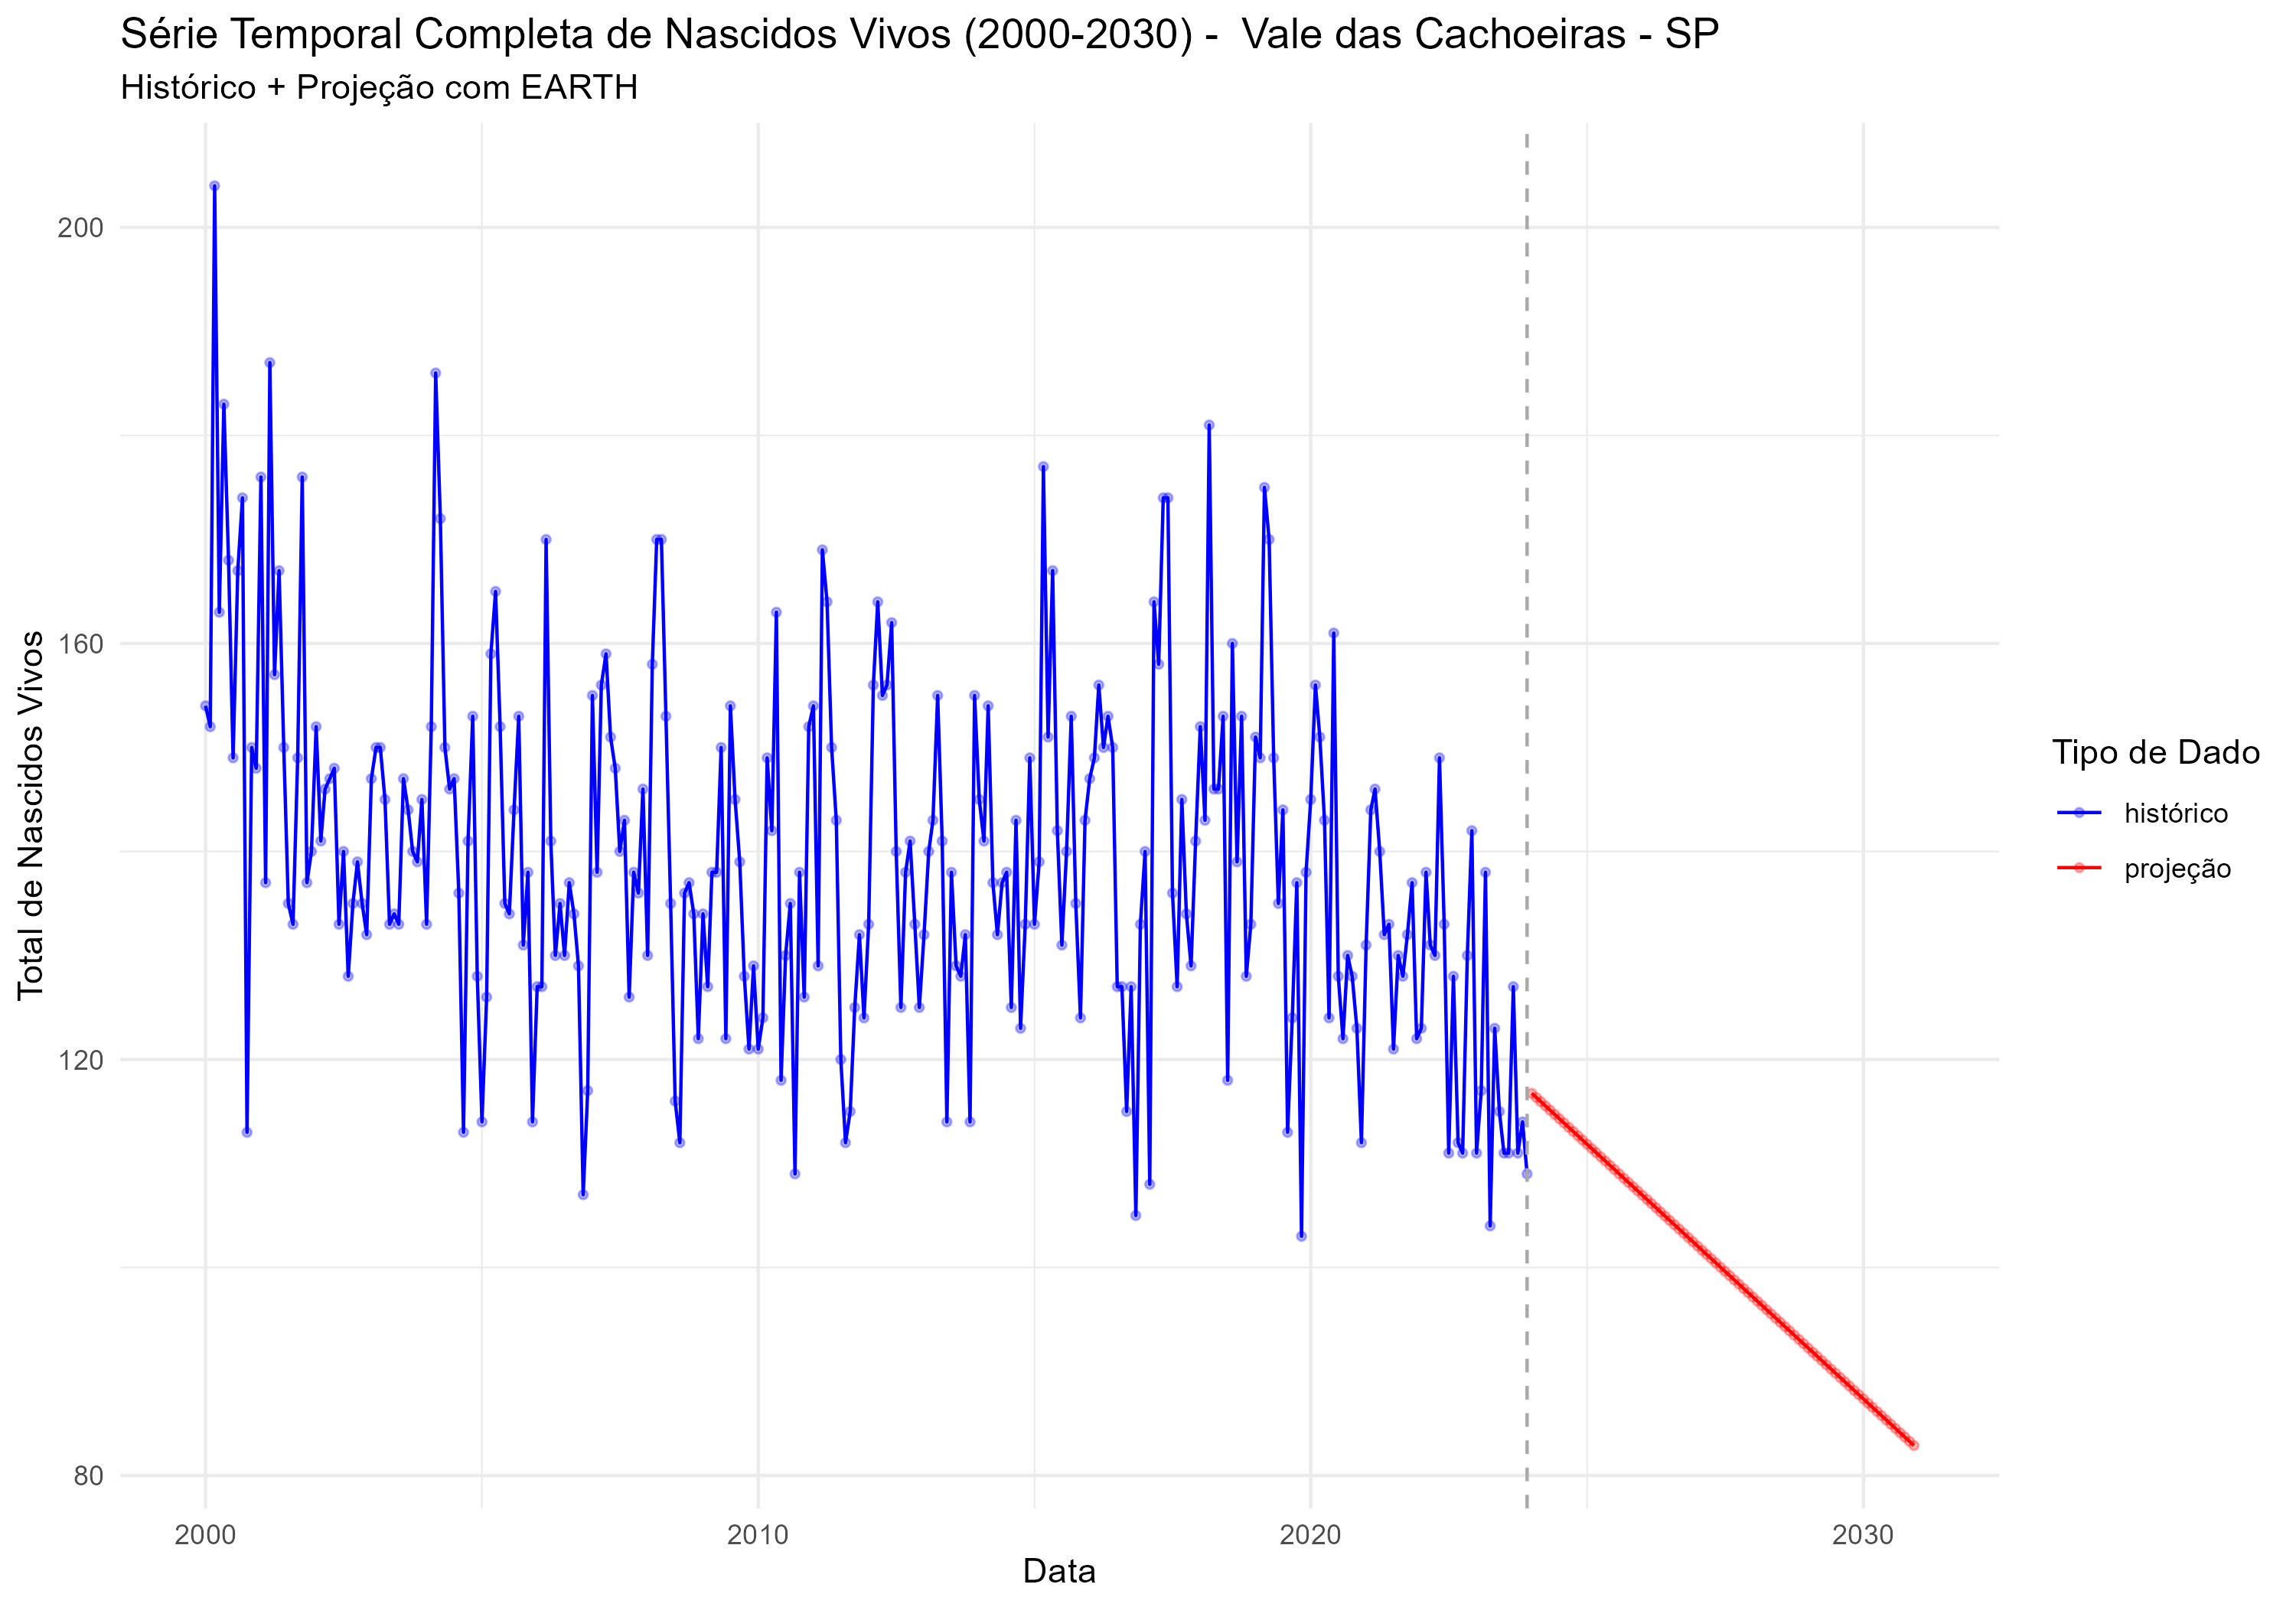 Série Temporal Completa de Nascidos Vivos (2000-2030) -  Vale das Cachoeiras - SP
Histórico + Projeção com EARTH
Total de Nascidos Vivos
200
160
120
80
2000
2010
2020
2030
Data
Tipo de Dado
histórico
projeção